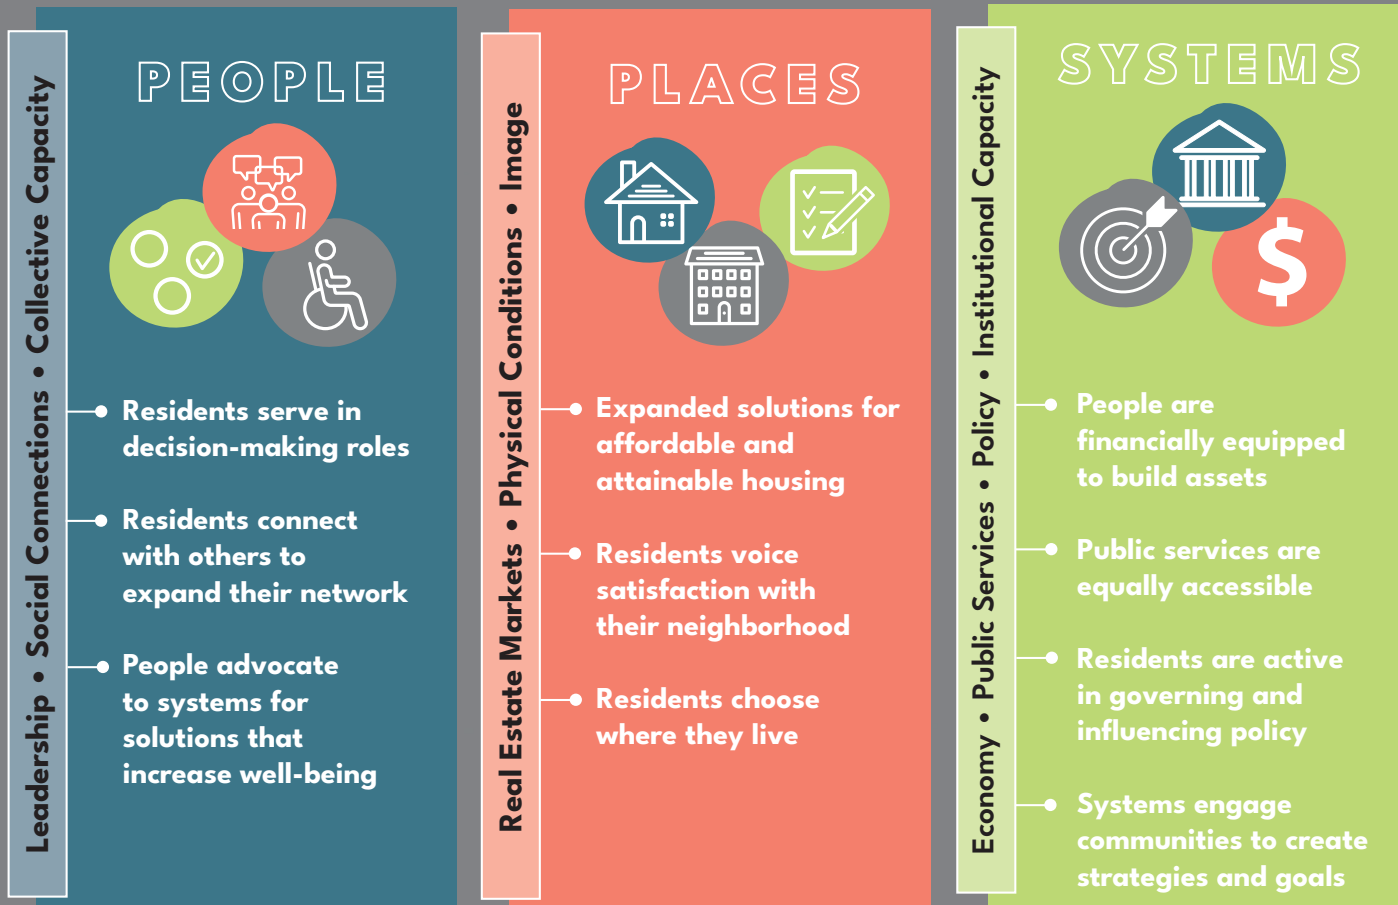 Leadership • Social Connections • Collective Capacity
PEOPLE
Residents serve in
decision-making roles
Residents connect
with others to
expand their network
People advocate
to systems for
solutions that
increase well-being
Real Estate Markets • Physical Conditions • Image
PLACES
Expanded solutions for
affordable and
attainable housing
Residents voice
satisfaction with
their neighborhood
Residents choose
where they live
Economy • Public Services • Policy • Institutional Capacity
SYSTEMS
$
People are
financially equipped
to build assets
Public services are
equally accessible
Residents are active
in governing and
influencing policy
Systems engage
communities to create
strategies and goals